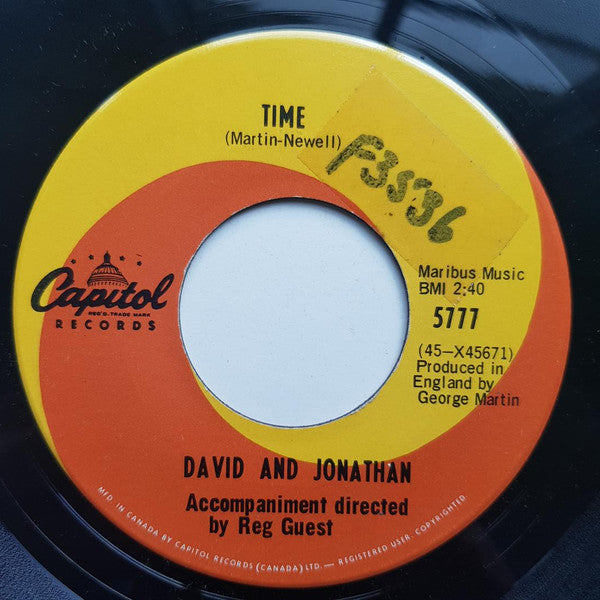 TIME
(Martin-Newell)
F3536
Capitol
REG'D. TRADE MARK
RECORDS
Maribus Music
BMI 2:40
5777
(45—X45671)
Produced in
England by
George Martin
DAVID AND JONATHAN
Accompaniment directed
by Reg Guest
MFD. IN CANADA BY CAPITOL RECORDS (CANADA) LTD.— REGISTERED USER. COPYRIGHTED.